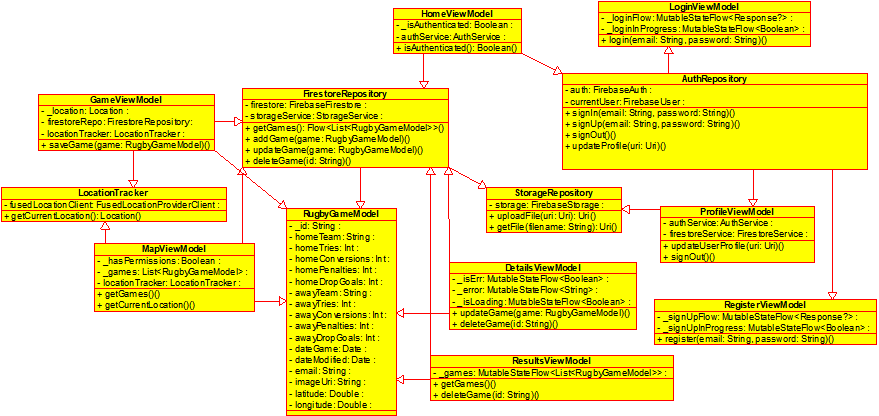 HomeViewModel
- _isAuthenticated: Boolean :
- authService: AuthService :
+ isAuthenticated(): Boolean()
LoginViewModel
- _loginFlow: MutableStateFlow<Response?> :
- _loginInProgress: MutableStateFlow<Boolean> :
+ login(email: String, password: String)()
AuthRepository
- auth: FirebaseAuth :
- currentUser: FirebaseUser :
+ signIn(email: String, password: String)()
+ signUp(email: String, password: String)()
+ signOut()()
+ updateProfile(uri: Uri)()
FirestoreRepository
- firestore: FirebaseFirestore :
- storageService: StorageService :
+ getGames(): Flow<List<RugbyGameModel>>()
+ addGame(game: RugbyGameModel)()
+ updateGame(game: RugbyGameModel)()
+ deleteGame(id: String)()
GameViewModel
- _location: Location :
- firestoreRepo: FirestoreRepository:
- locationTracker: LocationTracker :
+ saveGame(game: RugbyGameModel)()
LocationTracker
- fusedLocationClient: FusedLocationProviderClient :
+ getCurrentLocation(): Location()
StorageRepository
- storage: FirebaseStorage :
+ uploadFile(uri: Uri): Uri()
+ getFile(filename: String): Uri()
ProfileViewModel
- authService: AuthService :
- firestoreService: FirestoreService :
+ updateUserProfile(uri: Uri)()
+ signOut()
RugbyGameModel
- _id: String :
- homeTeam: String :
- homeTries: Int :
- homeConversions: Int :
- homePenalties: Int :
- homeDropGoals: Int :
- awayTeam: String :
- awayTries: Int :
- awayConversions: Int :
- awayPenalties: Int :
- awayDropGoals: Int :
- dateGame: Date :
- dateModified: Date :
- email: String :
- imageUri: String :
- latitude: Double :
- longitude: Double :
MapViewModel
- _hasPermissions: Boolean :
- _games: List<RugbyGameModel> :
- locationTracker: LocationTracker :
+ getGames()()
+ getCurrentLocation()()
DetailsViewModel
- _isErr: MutableStateFlow<Boolean> :
- _error: MutableStateFlow<String> :
- _isLoading: MutableStateFlow<Boolean> :
+ updateGame(game: RugbyGameModel)()
+ deleteGame(id: String)()
RegisterViewModel
- _signUpFlow: MutableStateFlow<Response?> :
- _signUpInProgress: MutableStateFlow<Boolean> :
+ register(email: String, password: String)()
ResultsViewModel
- _games: MutableStateFlow<List<RugbyGameModel>> :
+ getGames()()
+ deleteGame(id: String)()